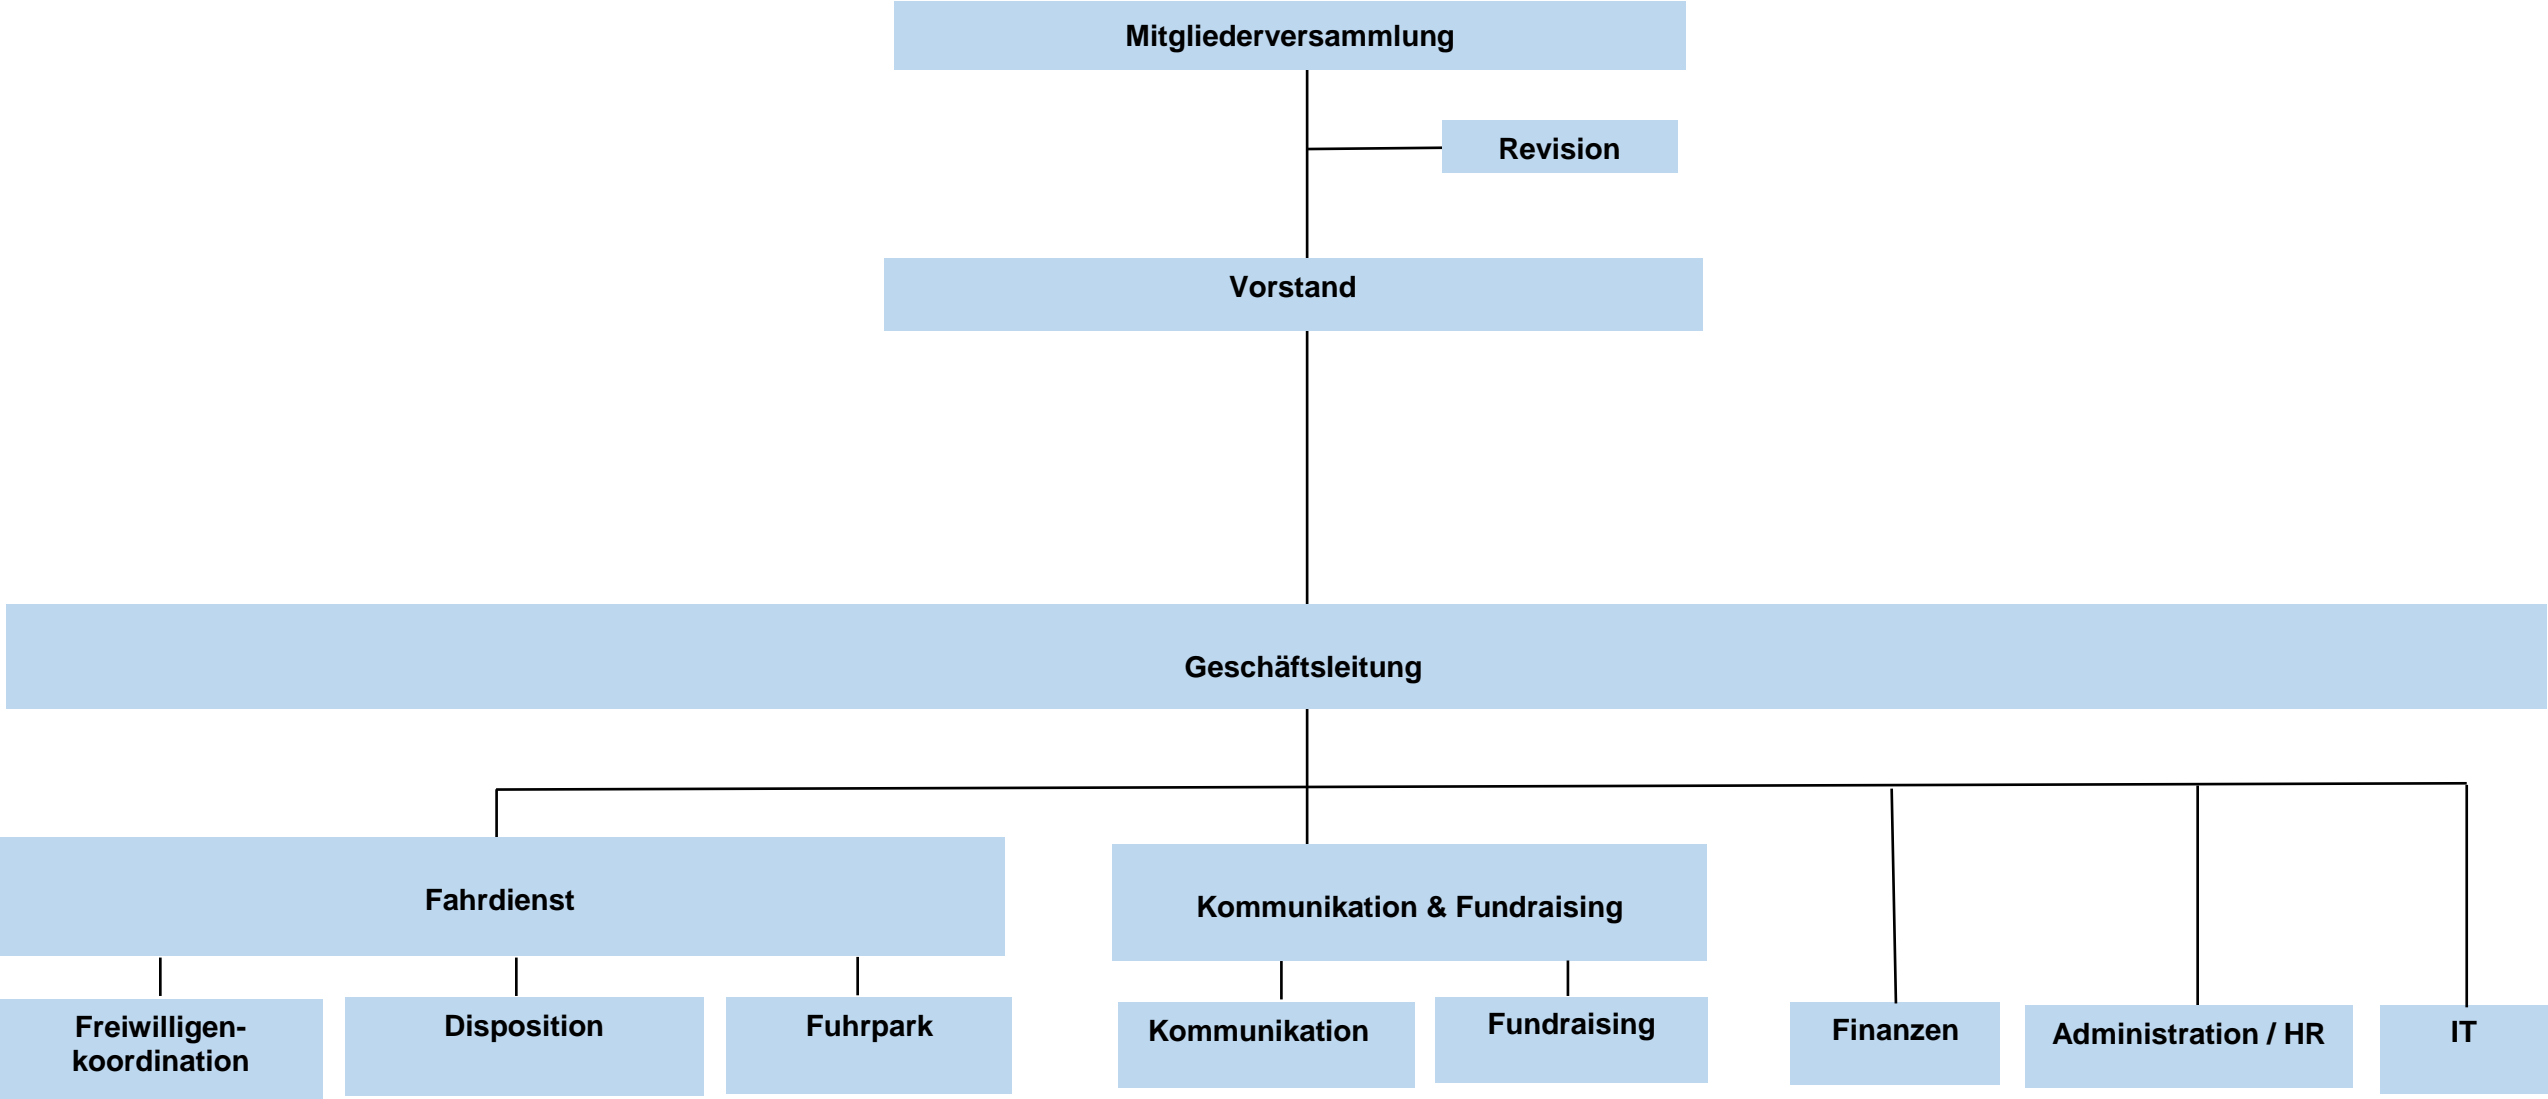 Mitgliederversammlung
Revision
Vorstand
Geschäftsleitung
Fahrdienst
Kommunikation & Fundraising
Freiwilligen-
koordination
Disposition
Fuhrpark
Kommunikation
Fundraising
Finanzen
Administration / HR
IT